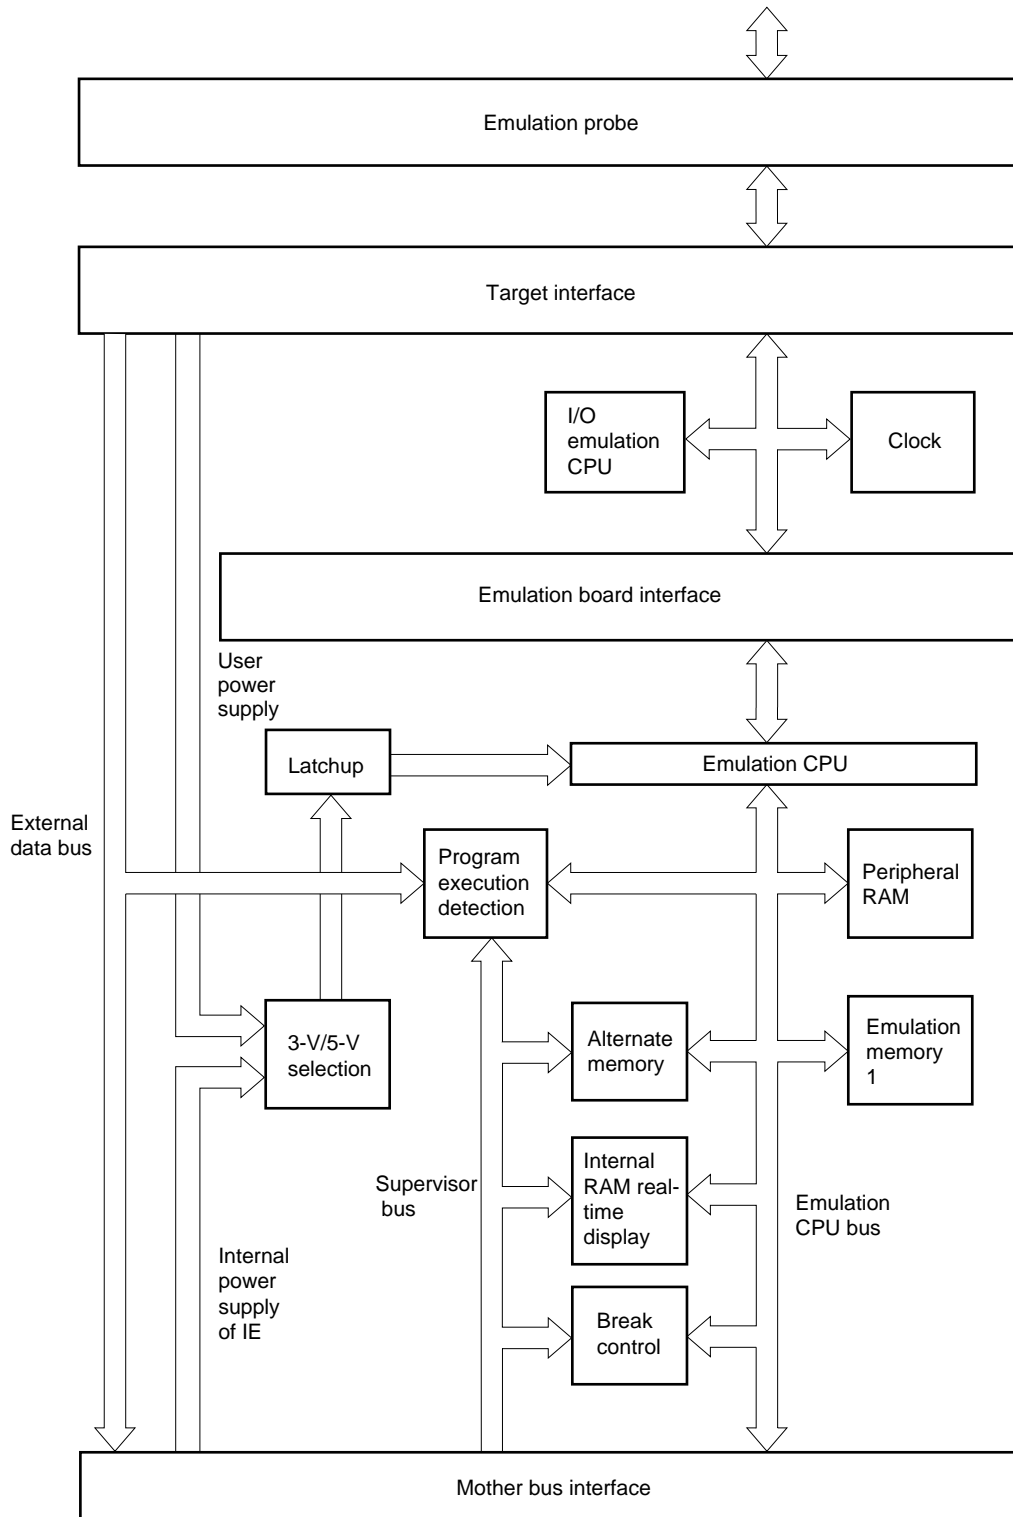 Emulation probe
Target interface
I/O
emulation
CPU
Clock
Emulation board interface
User
power
supply
Latchup
Emulation CPU
External
data bus
Program
execution
detection
Peripheral
RAM
3-V/5-V
selection
Alternate
memory
Emulation
memory
1
Supervisor
bus
Internal
RAM real-
time
display
Emulation
CPU bus
Internal
power
supply
of IE
Break
control
Mother bus interface